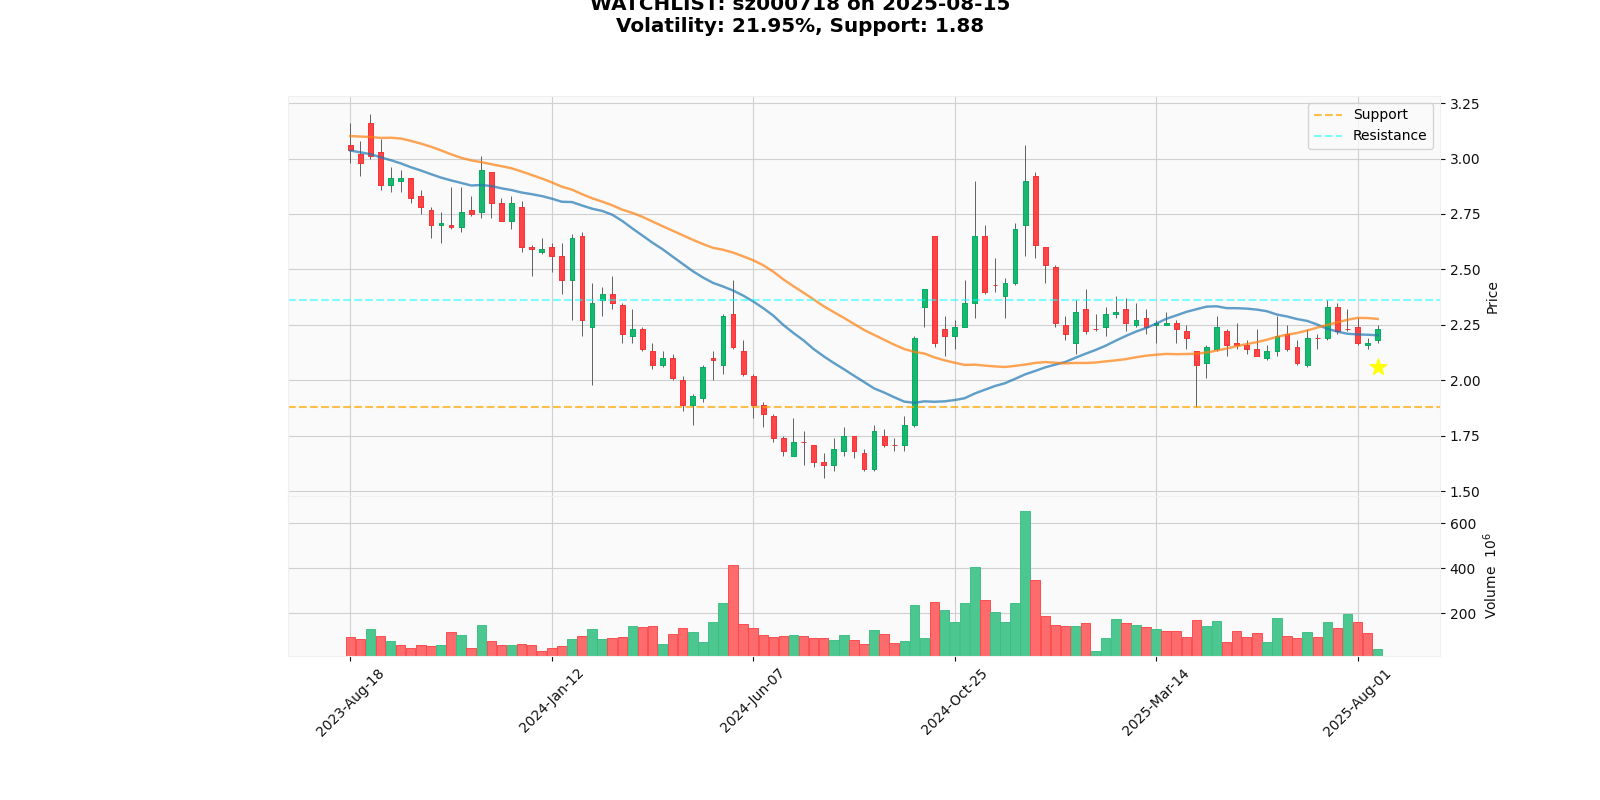 WATCHLIST: sz000718 on 2025-08-15
Volatility: 21.95%, Support: 1.88
Support
Resistance
3.25
3.00
2.75
2.50
2.25
2.00
1.75
1.50
Price
600
400
200
Volume 10^6
2023-Aug-18
2024-Jan-12
2024-Jun-07
2024-Oct-25
2025-Mar-14
2025-Aug-01